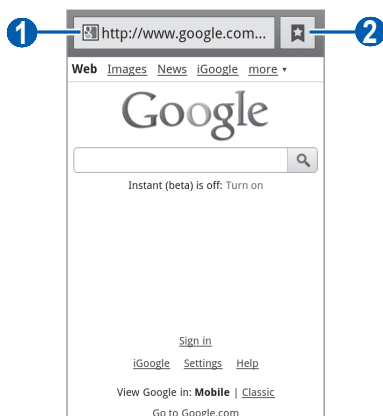 1 http://www.google.com... 2
Web Images News iGoogle more
Google
Instant (beta) is off: Turn on
Sign in
iGoogle Settings Help
View Google in: Mobile | Classic
Go to Google.com